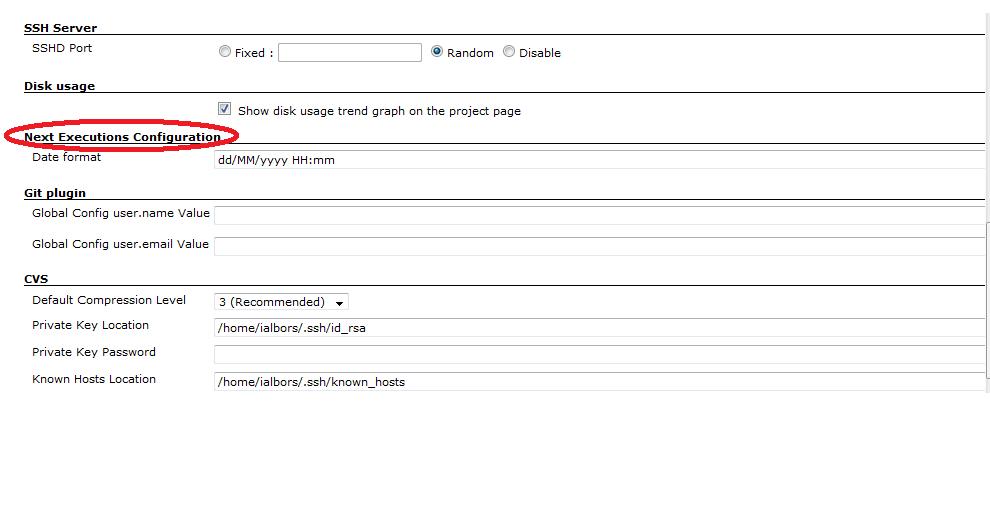 SSH Server
SSHD Port Fixed : Random Disable
Disk usage
Show disk usage trend graph on the project page
Next Executions Configuration
Date format dd/MM/yyyy HH:mm
Git plugin
Global Config user.name Value
Global Config user.email Value
CVS
Default Compression Level 3 (Recommended)
Private Key Location /home/ialbors/.ssh/id_rsa
Private Key Password
Known Hosts Location /home/ialbors/.ssh/known_hosts